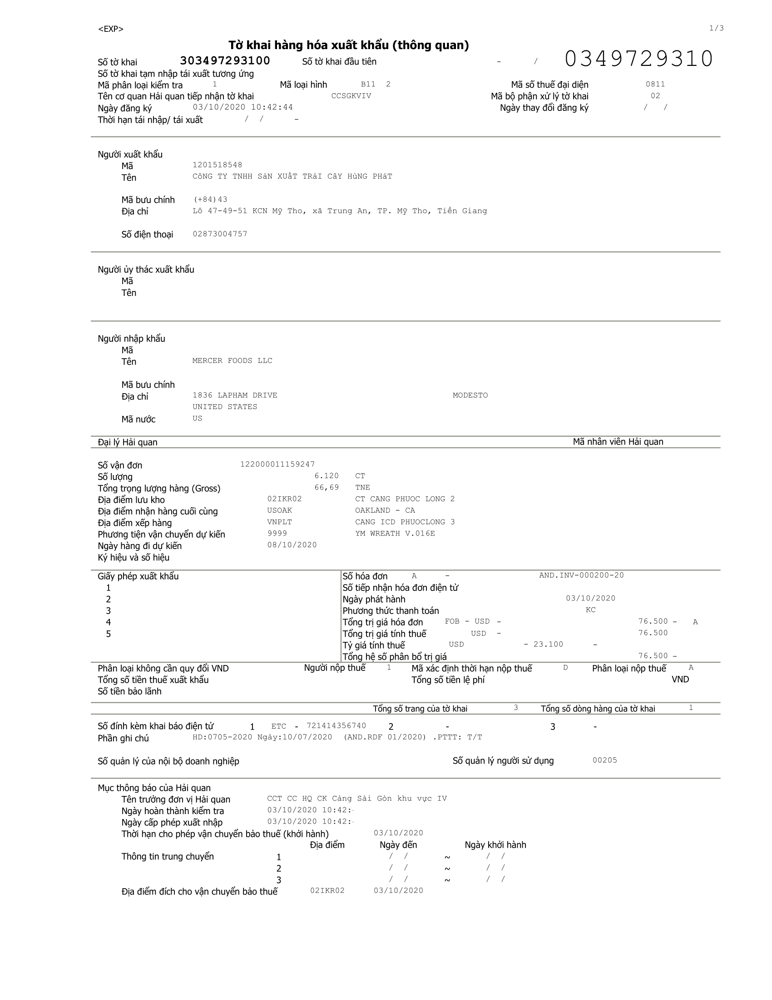 <EXP> 1/3
Tờ khai hàng hóa xuất khẩu (thông quan)
Số tờ khai 303497293100 Số tờ khai đầu tiên - / 0349729310
Số tờ khai tạm nhập tái xuất tương ứng
Mã phân loại kiểm tra 1 Mã loại hình B11 2 Mã số thuế đại diện 0811
Tên cơ quan Hải quan tiếp nhận tờ khai CCSGKVIV Mã bộ phận xử lý tờ khai 02
Ngày đăng ký 03/10/2020 10:42:44 Ngày thay đổi đăng ký / /
Thời hạn tái nhập/ tái xuất / / -
Người xuất khẩu
Mã 1201518548
Tên CôNG TY TNHH SảN XUấT TRáI CâY HùNG PHáT
Mã bưu chính (+84)43
Địa chỉ Lô 47-49-51 KCN Mỹ Tho, xã Trung An, TP. Mỹ Tho, Tiền Giang
Số điện thoại 02873004757
Người ủy thác xuất khẩu
Mã
Tên
Người nhập khẩu
Mã
Tên MERCER FOODS LLC
Mã bưu chính
Địa chỉ 1836 LAPHAM DRIVE MODESTO
UNITED STATES
Mã nước US
Đại lý Hải quan Mã nhân viên Hải quan
Số vận đơn 122000011159247
Số lượng 6.120 CT
Tổng trọng lượng hàng (Gross) 66,69 TNE
Địa điểm lưu kho 02IKR02 CT CANG PHUOC LONG 2
Địa điểm nhận hàng cuối cùng USOAK OAKLAND - CA
Địa điểm xếp hàng VNPLT CANG ICD PHUOCLONG 3
Phương tiện vận chuyển dự kiến 9999 YM WREATH V.016E
Ngày hàng đi dự kiến 08/10/2020
Ký hiệu và số hiệu
Giấy phép xuất khẩu Số hóa đơn A - AND.INV-000200-20
1 Số tiếp nhận hóa đơn điện tử
2 Ngày phát hành 03/10/2020
3 Phương thức thanh toán KC
4 Tổng trị giá hóa đơn FOB - USD - 76.500 - A
5 Tổng trị giá tính thuế USD - 76.500
Tỷ giá tính thuế USD - 23.100 -
Tổng hệ số phân bổ trị giá 76.500 -
Phân loại không cần quy đổi VND Người nộp thuế 1 Mã xác định thời hạn nộp thuế D Phân loại nộp thuế A
Tổng số tiền thuế xuất khẩu Tổng số tiền lệ phí VND
Số tiền bảo lãnh
Tổng số trang của tờ khai 3 Tổng số dòng hàng của tờ khai 1
Số đính kèm khai báo điện tử 1 ETC - 721414356740 2 - 3 -
Phần ghi chú HD:0705-2020 Ngày:10/07/2020 (AND.RDF 01/2020) .PTTT: T/T
Số quản lý của nội bộ doanh nghiệp Số quản lý người sử dụng 00205
Mục thông báo của Hải quan
Tên trưởng đơn vị Hải quan CCT CC HQ CK Cảng Sài Gòn khu vực IV
Ngày hoàn thành kiểm tra 03/10/2020 10:42:
Ngày cấp phép xuất nhập 03/10/2020 10:42:
Thời hạn cho phép vận chuyển bảo thuế (khởi hành) 03/10/2020
Địa điểm Ngày đến Ngày khởi hành
Thông tin trung chuyển 1 / / ~ / /
2 / / ~ / /
3 / / ~ / /
Địa điểm đích cho vận chuyển bảo thuế 02IKR02 03/10/2020